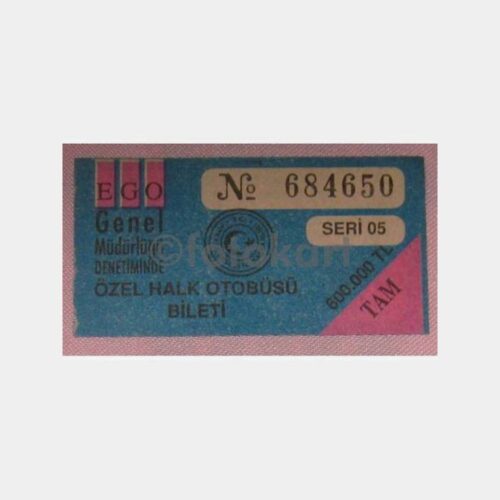 EGO
Genel
Müdürlüğü
DENETİMİNDE
ÖZEL HALK OTOBÜSÜ
BİLETİ
№ 684650
SERİ 05
600.000 TL
TAM
©fotokart